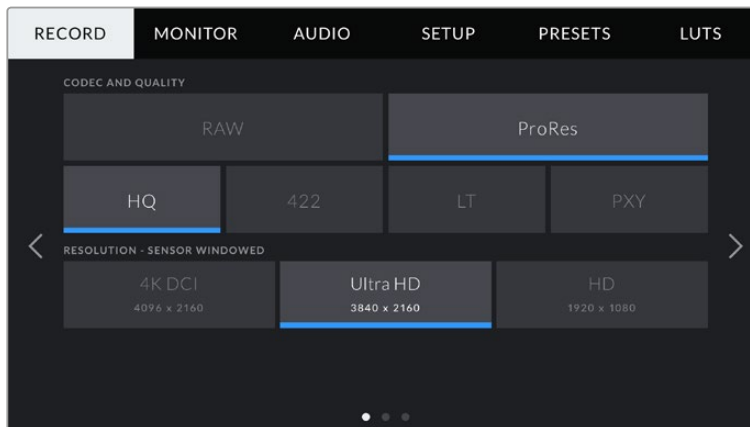 RECORD MONITOR AUDIO SETUP PRESETS LUTS
CODEC AND QUALITY
RAW ProRes
HQ 422 LT PXY
RESOLUTION - SENSOR WINDOWED
4K DCI Ultra HD HD
4096 x 2160 3840 x 2160 1920 x 1080